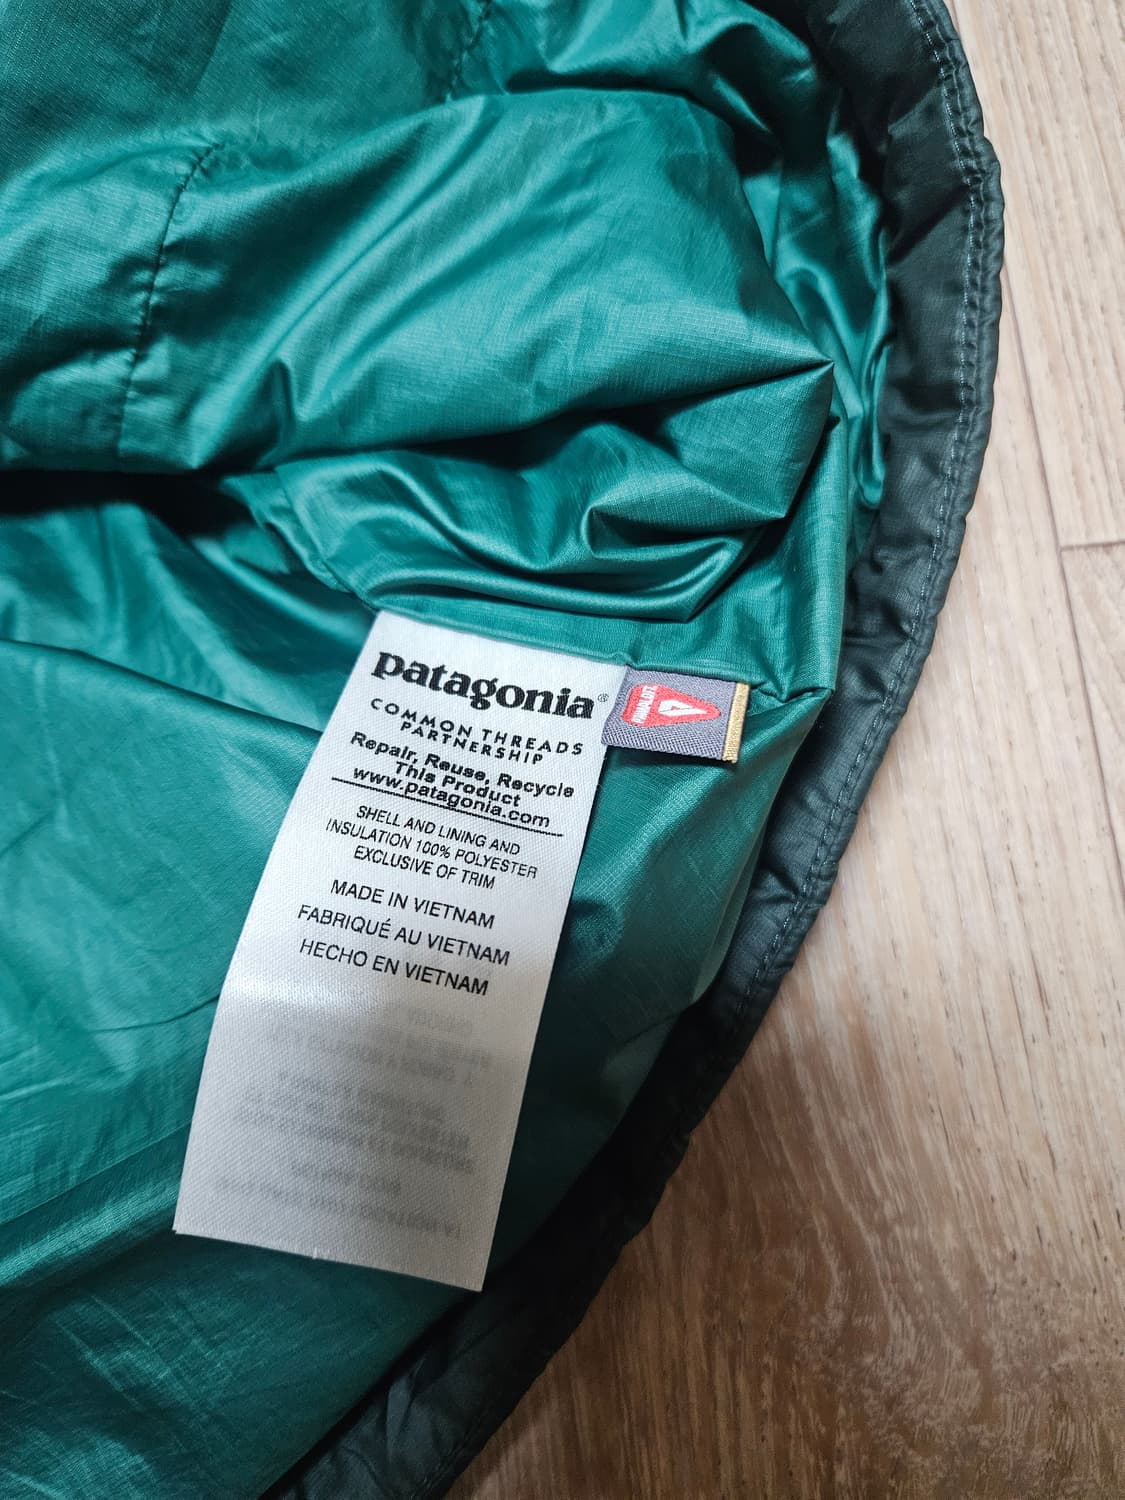 patagonia®
COMMON THREADS
PARTNERSHIP
Repair, Reuse, Recycle
This Product
www.patagonia.com
SHELL AND LINING AND
INSULATION 100% POLYESTER
EXCLUSIVE OF TRIM
MADE IN VIETNAM
FABRIQUÉ AU VIETNAM
HECHO EN VIETNAM
PRIMALOFT